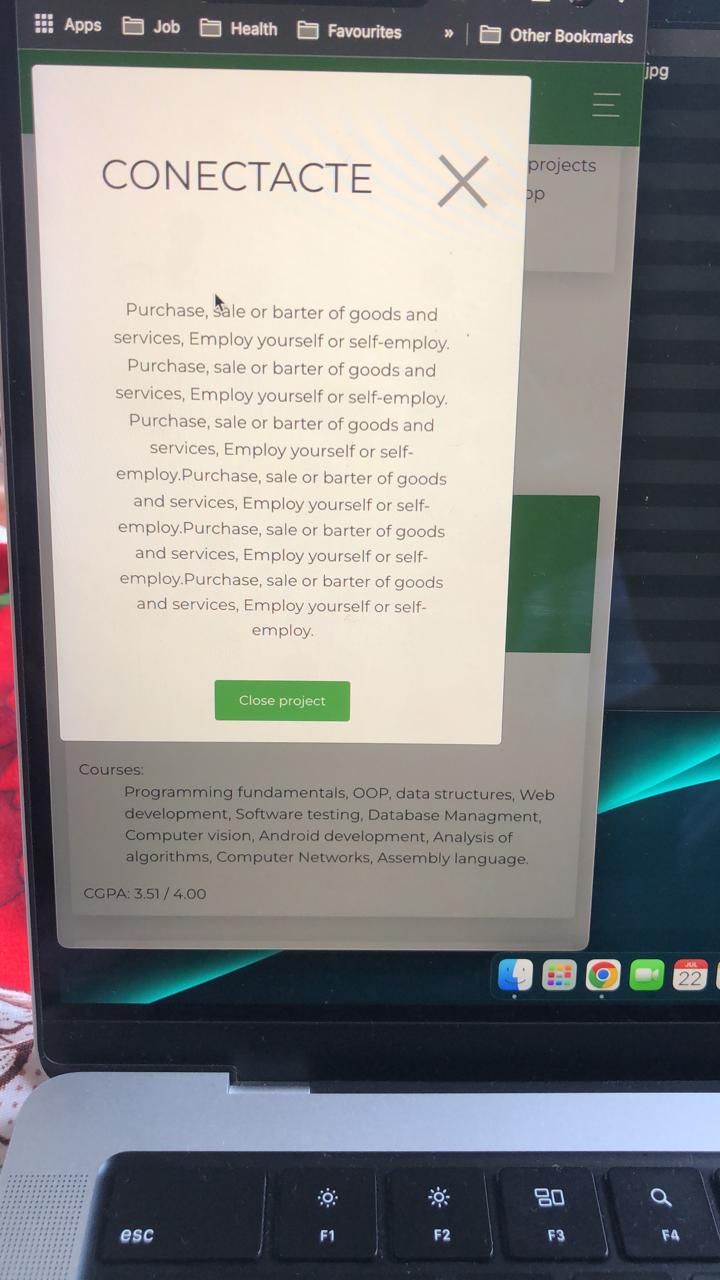 Apps Job Health Favourites » Other Bookmarks
jpg
projects
op
CONECTACTE
Purchase, sale or barter of goods and
services, Employ yourself or self-employ.
Purchase, sale or barter of goods and
services, Employ yourself or self-employ.
Purchase, sale or barter of goods and
services, Employ yourself or self-
employ.Purchase, sale or barter of goods
and services, Employ yourself or self-
employ.Purchase, sale or barter of goods
and services, Employ yourself or self-
employ.Purchase, sale or barter of goods
and services, Employ yourself or self-
employ.
Close project
Courses:
Programming fundamentals, OOP, data structures, Web
development, Software testing, Database Managment,
Computer vision, Android development, Analysis of
algorithms, Computer Networks, Assembly language.
CGPA: 3.51 / 4.00
JUL
22
esc F1 F2 F3 F4